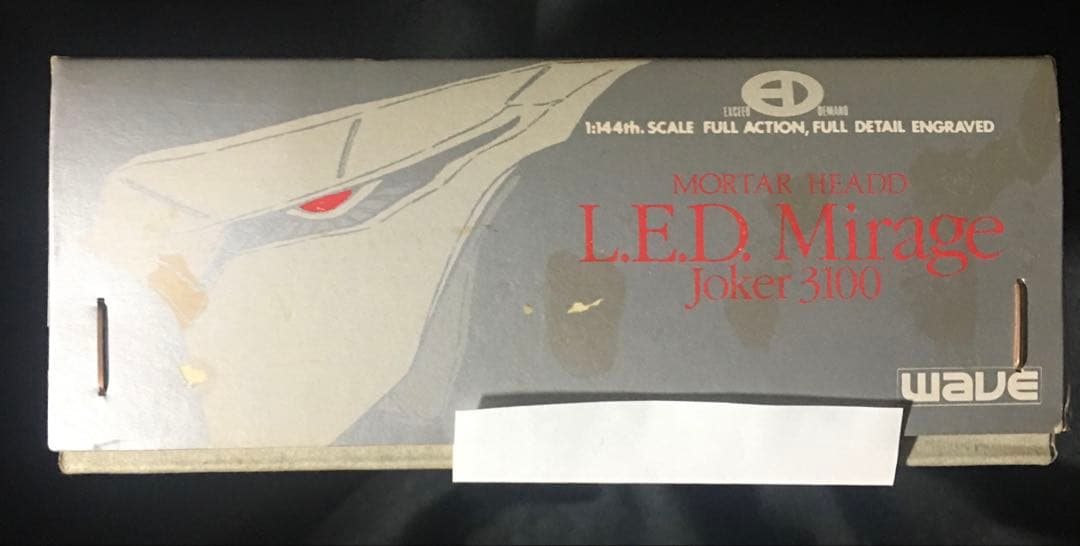 ED
EXCEED DEMAND
1:144th. SCALE FULL ACTION, FULL DETAIL ENGRAVED
MORTAR HEADD
L.E.D. Mirage
Joker 3100
wave